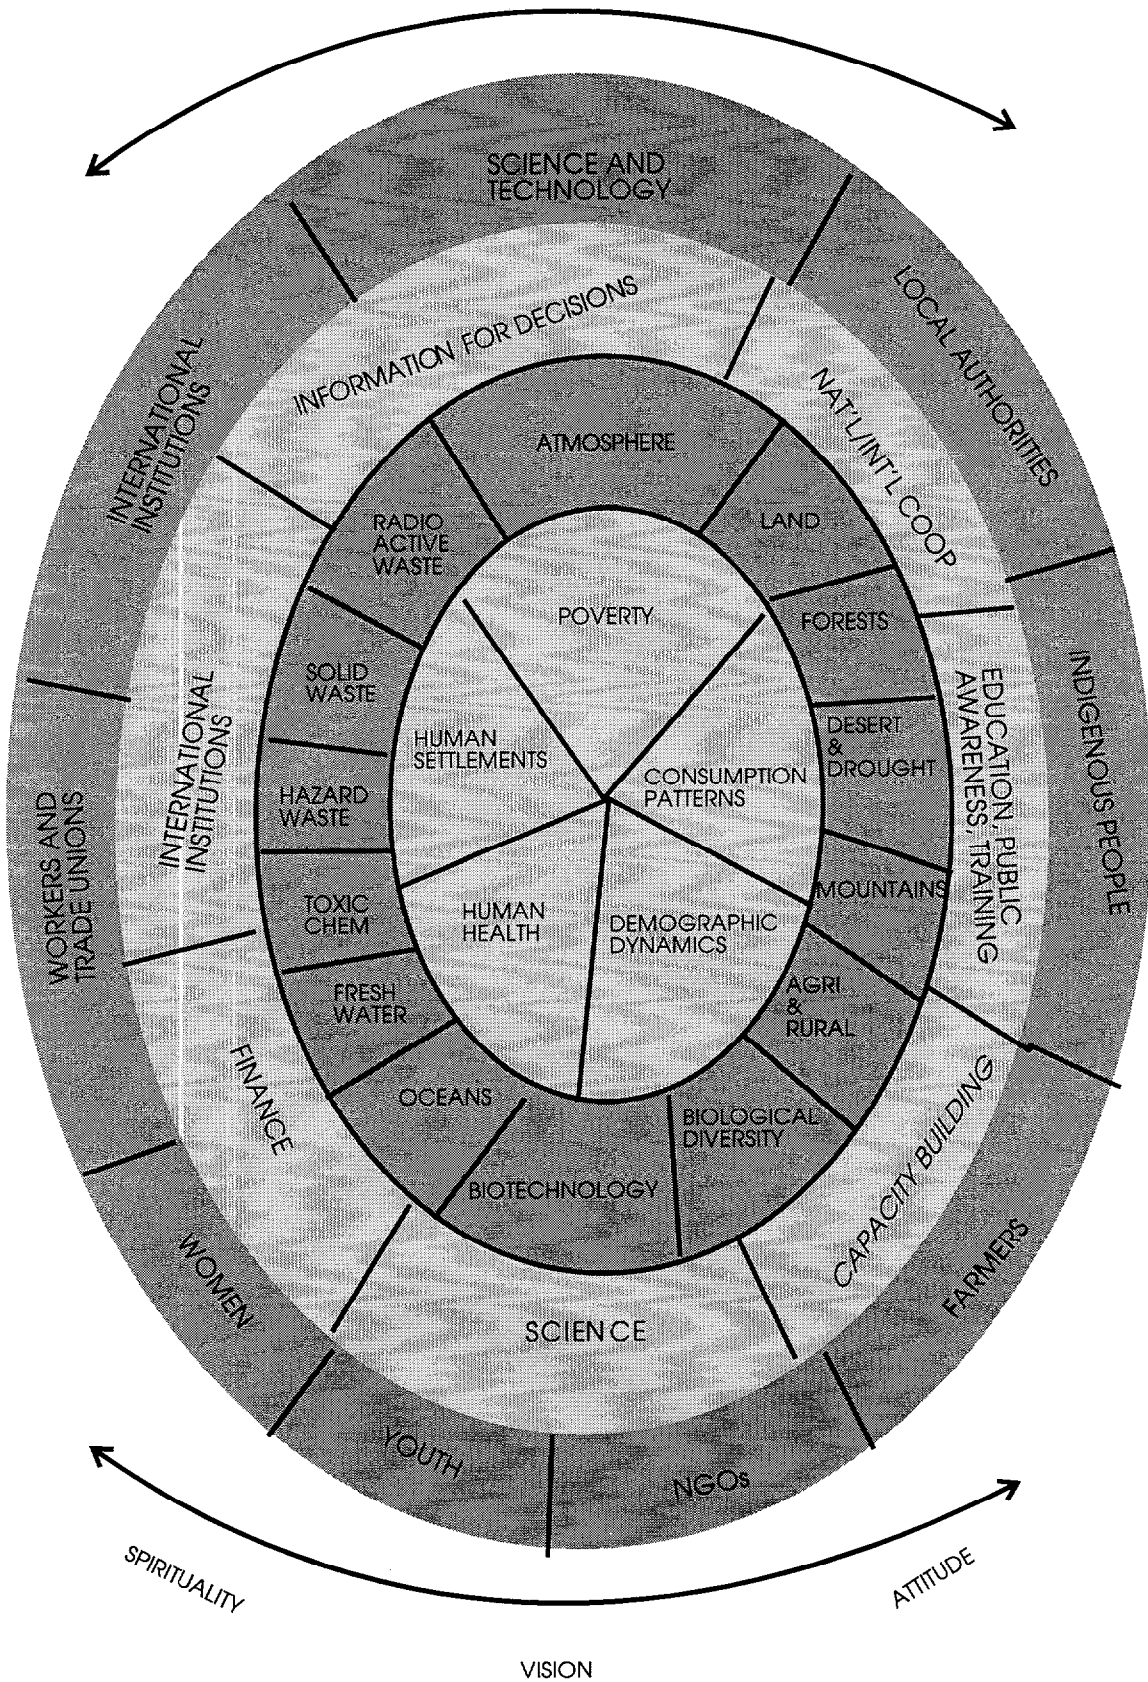 SCIENCE AND
TECHNOLOGY
LOCAL AUTHORITIES
INDIGENOUS PEOPLE
FARMERS
NGOs
YOUTH
WOMEN
WORKERS AND
TRADE UNIONS
INTERNATIONAL
INSTITUTIONS
INFORMATION FOR DECISIONS
NAT'L/INT'L COOP
EDUCATION, PUBLIC
AWARENESS, TRAINING
CAPACITY BUILDING
SCIENCE
FINANCE
INTERNATIONAL
INSTITUTIONS
ATMOSPHERE
LAND
FORESTS
DESERT
&
DROUGHT
MOUNTAINS
AGRI
&
RURAL
BIOLOGICAL
DIVERSITY
BIOTECHNOLOGY
OCEANS
FRESH
WATER
TOXIC
CHEM
HAZARD
WASTE
SOLID
WASTE
RADIO
ACTIVE
WASTE
POVERTY
CONSUMPTION
PATTERNS
DEMOGRAPHIC
DYNAMICS
HUMAN
HEALTH
HUMAN
SETTLEMENTS
SPIRITUALITY
ATTITUDE
VISION